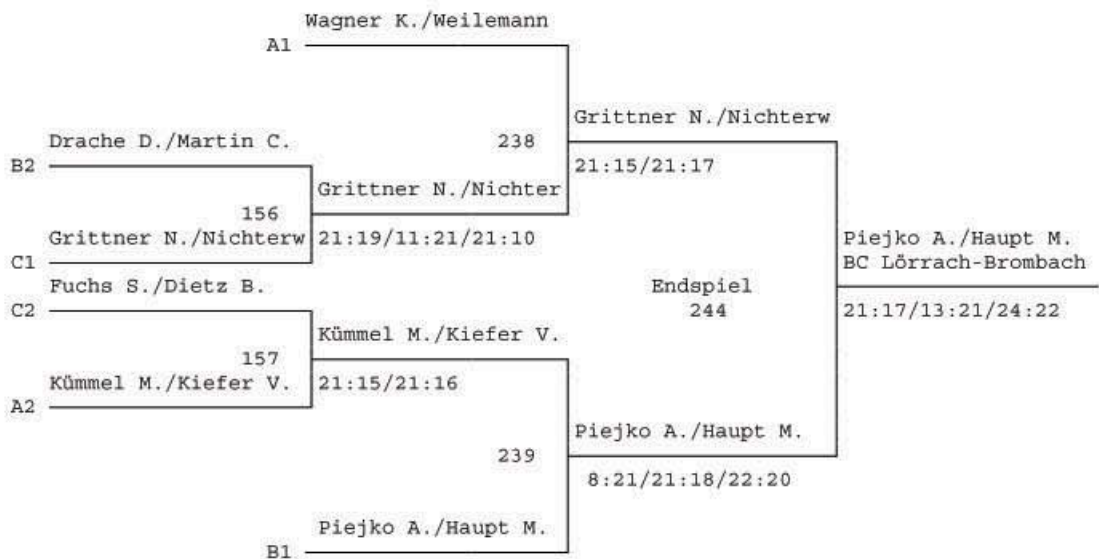 Wagner K./Weilemann
A1
Grittner N./Nichterw
Drache D./Martin C.
238
B2
21:15/21:17
Grittner N./Nichter
156
Grittner N./Nichterw
21:19/11:21/21:10
Piejko A./Haupt M.
C1
BC Lörrach-Brombach
Fuchs S./Dietz B.
Endspiel
C2
244
21:17/13:21/24:22
Kümmel M./Kiefer V.
157
Kümmel M./Kiefer V.
21:15/21:16
A2
Piejko A./Haupt M.
239
8:21/21:18/22:20
Piejko A./Haupt M.
B1